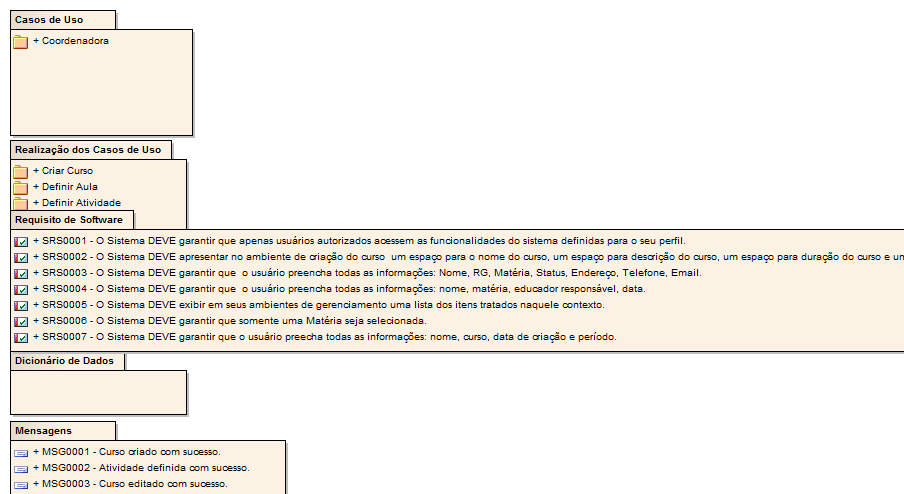 Casos de Uso
+ Coordenadora
Realização dos Casos de Uso
+ Criar Curso
+ Definir Aula
+ Definir Atividade
Requisito de Software
+ SRS0001 - O Sistema DEVE garantir que apenas usuários autorizados acessem as funcionalidades do sistema definidas para o seu perfil.
+ SRS0002 - O Sistema DEVE apresentar no ambiente de criação do curso um espaço para o nome do curso, um espaço para descrição do curso, um espaço para duração do curso e un
+ SRS0003 - O Sistema DEVE garantir que o usuário preencha todas as informações: Nome, RG, Matéria, Status, Endereço, Telefone, Email.
+ SRS0004 - O Sistema DEVE garantir que o usuário preencha todas as informações: nome, matéria, educador responsável, data.
+ SRS0005 - O Sistema DEVE exibir em seus ambientes de gerenciamento uma lista dos itens tratados naquele contexto.
+ SRS0006 - O Sistema DEVE garantir que somente uma Matéria seja selecionada.
+ SRS0007 - O Sistema DEVE garantir que o usuário preecha todas as informações: nome, curso, data de criação e período.
Dicionário de Dados
Mensagens
+ MSG0001 - Curso criado com sucesso.
+ MSG0002 - Atividade definida com sucesso.
+ MSG0003 - Curso editado com sucesso.